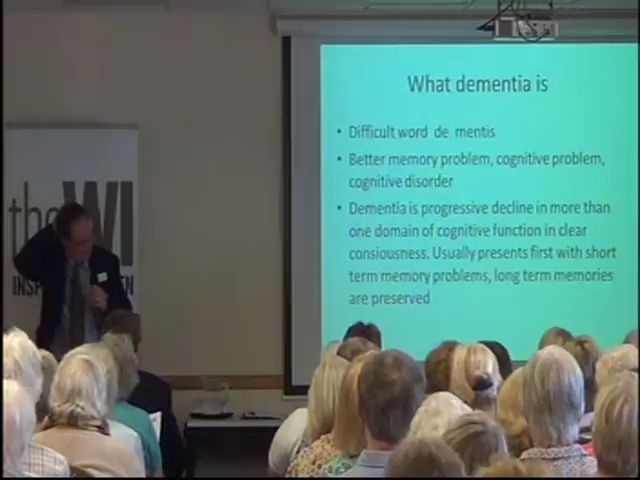 What dementia is
• Difficult word de mentis
• Better memory problem, cognitive problem,
cognitive disorder
• Dementia is progressive decline in more than
one domain of cognitive function in clear
consiousness. Usually presents first with short
term memory problems, long term memories
are preserved
the WI